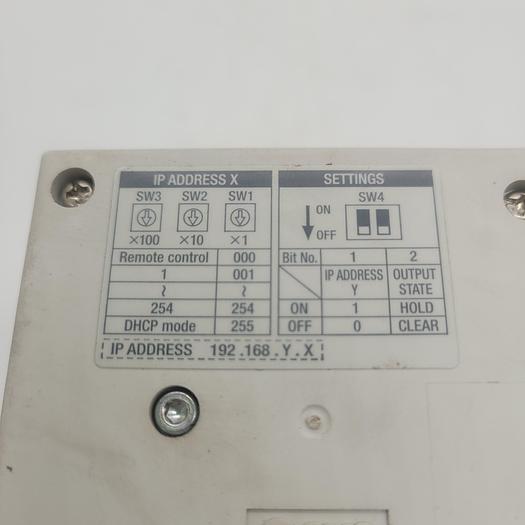 IP ADDRESS X
SW3 SW2 SW1
×100 ×10 ×1
Remote control 000
1 001
~ ~
254 254
DHCP mode 255
SETTINGS
SW4
ON
OFF
Bit No. 1 2
IP ADDRESS Y OUTPUT STATE
ON 1 HOLD
OFF 0 CLEAR
IP ADDRESS 192.168.Y.X